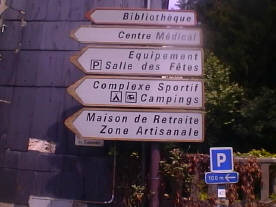 Bibliothèque
Centre Médical
Equipement
P Salle des Fêtes
Complexe Sportif
Campings
Maison de Retraite
Zone Artisanale
P
100 m